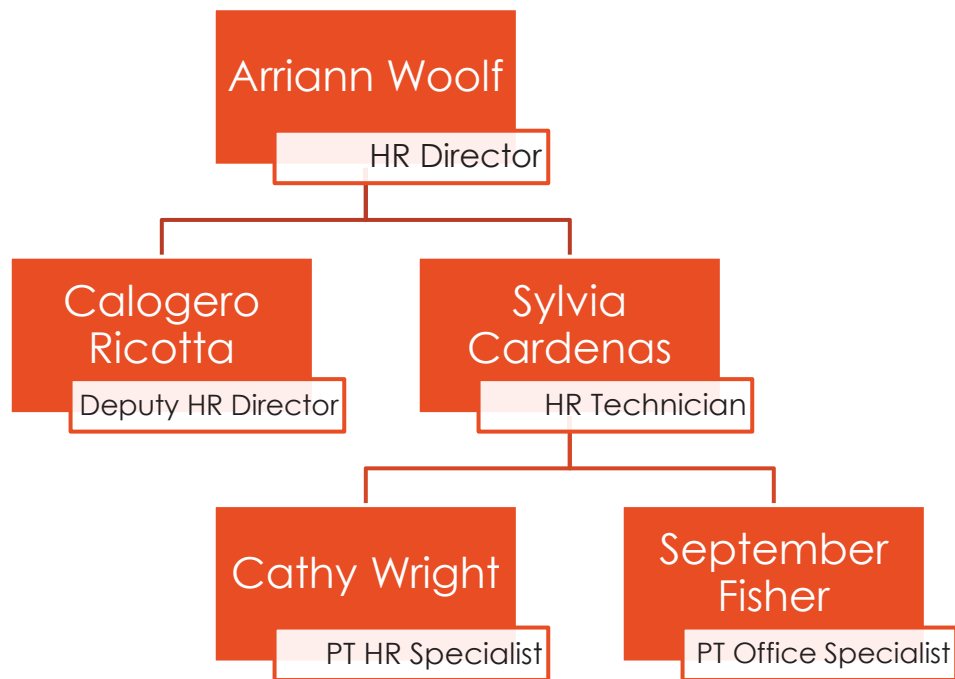 Arriann Woolf
HR Director
Calogero
Ricotta
Deputy HR Director
Sylvia
Cardenas
HR Technician
Cathy Wright
PT HR Specialist
September
Fisher
PT Office Specialist